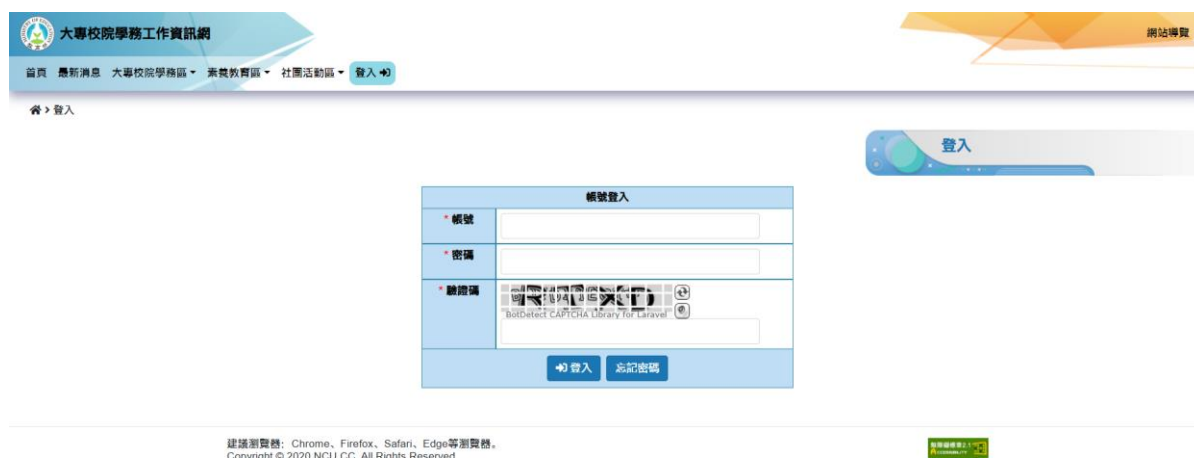 大專校院學務工作資訊網
網站導覽
首頁 最新消息 大專校院學務區 素養教育區 社團活動區 登入
登入
登入
帳號登入
* 帳號
* 密碼
* 驗證碼
BotDetect CAPTCHA Library for Laravel
登入 忘記密碼
建議瀏覽器：Chrome、Firefox、Safari、Edge等瀏覽器。
Copyright © 2020 NCU CC. All Rights Reserved.